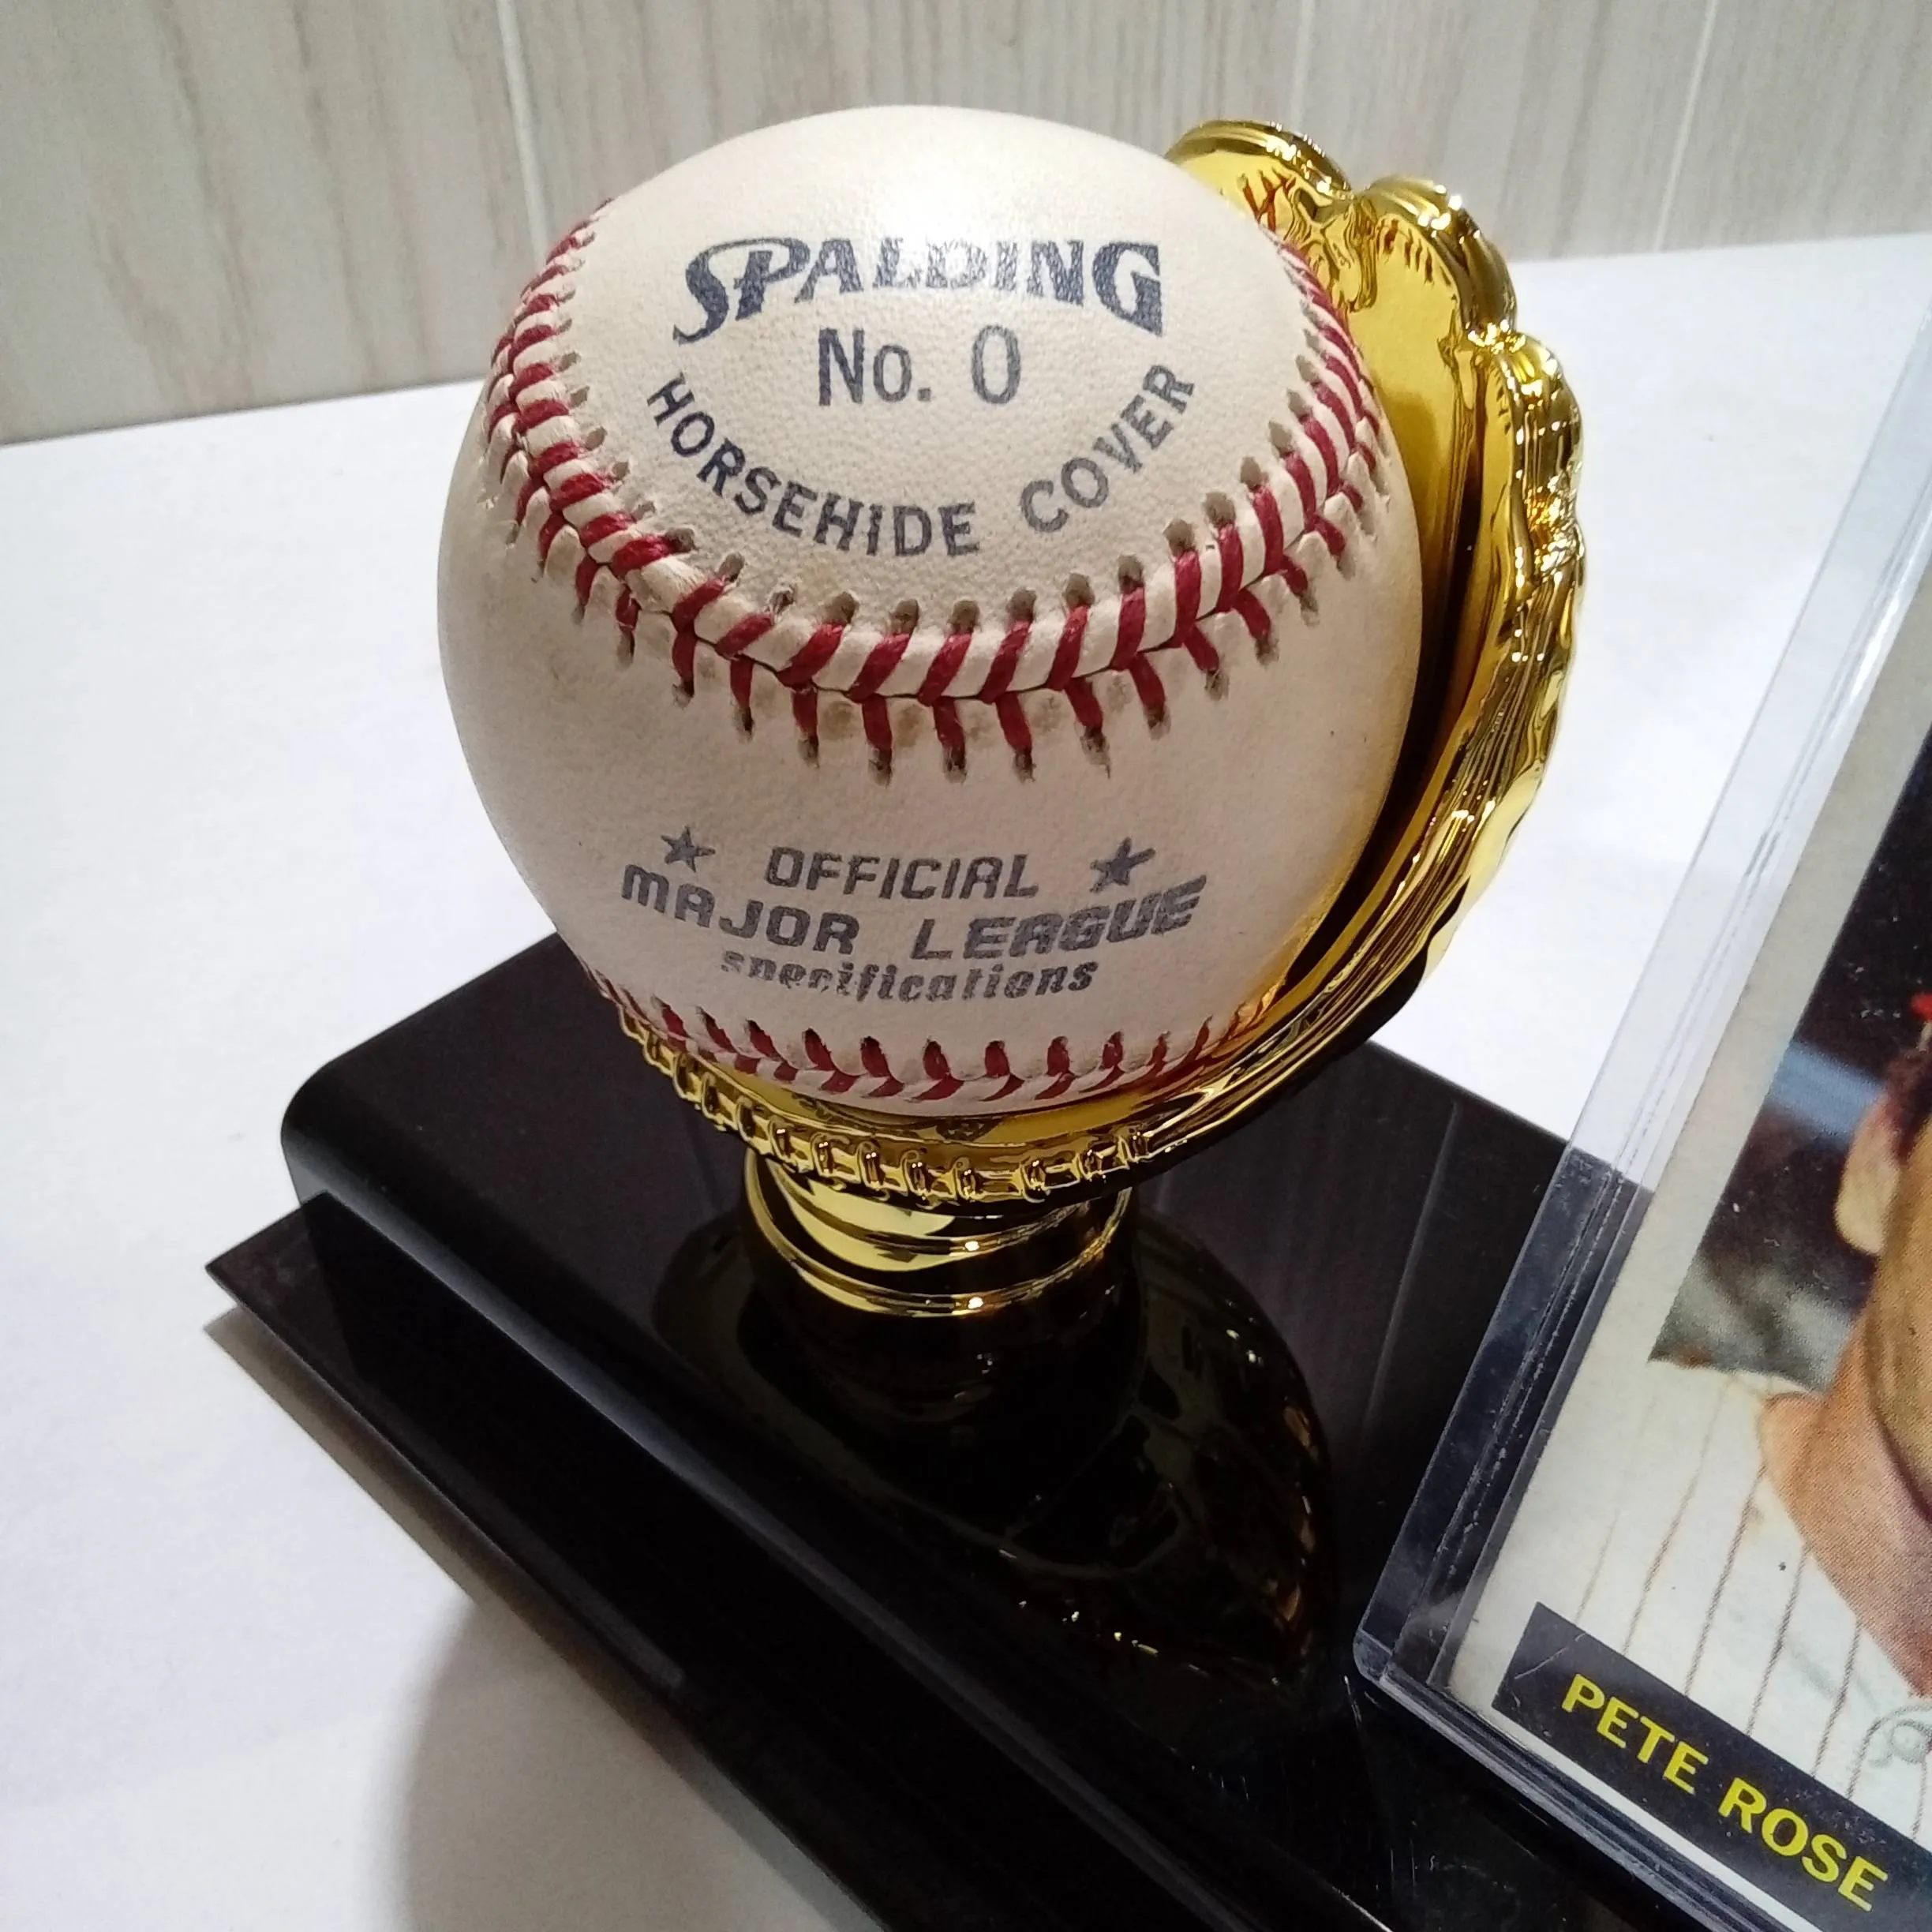 SPALDING
No. 0
HORSEHIDE COVER
OFFICIAL
MAJOR LEAGUE
specifications
PETE ROSE